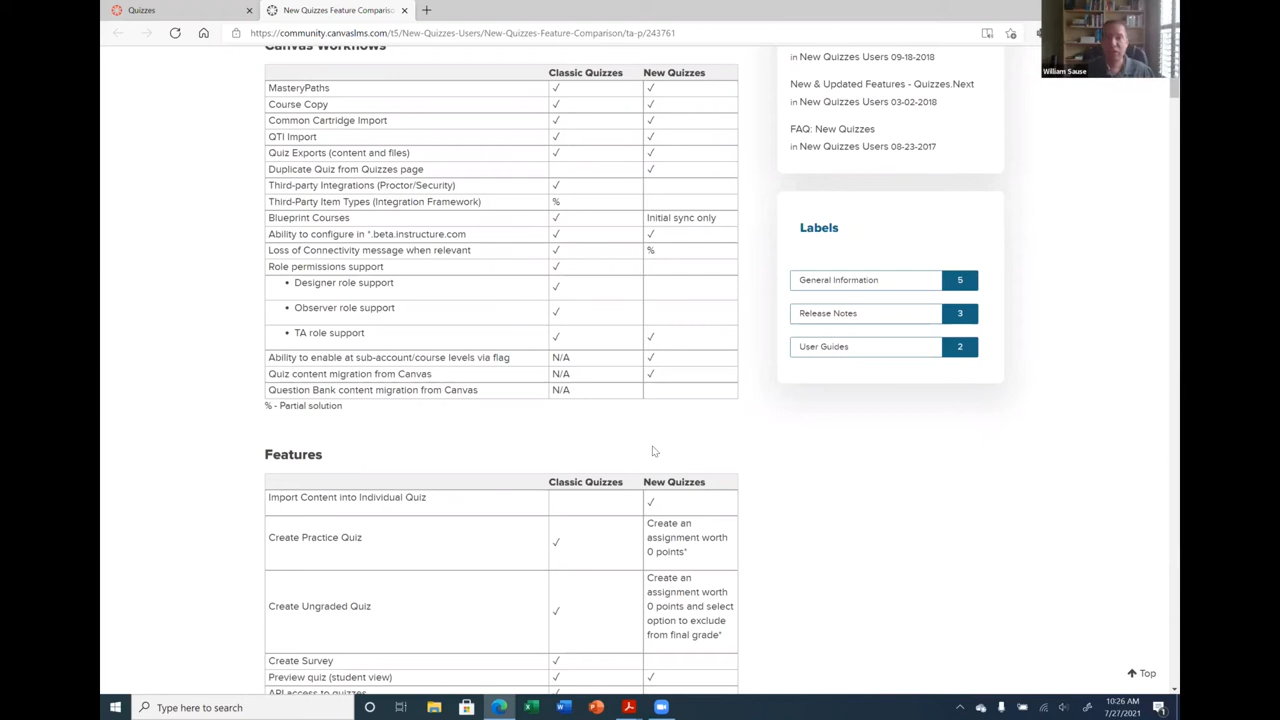 Quizzes
New Quizzes Feature Comparis
https://community.canvaslms.com/t5/New-Quizzes-Users/New-Quizzes-Feature-Comparison/ta-p/243761
William Sause
Canvas Workflows
Classic Quizzes New Quizzes
MasteryPaths ✓ ✓
Course Copy ✓ ✓
Common Cartridge Import ✓ ✓
QTI Import ✓ ✓
Quiz Exports (content and files) ✓ ✓
Duplicate Quiz from Quizzes page ✓
Third-party Integrations (Proctor/Security) ✓
Third-Party Item Types (Integration Framework) %
Blueprint Courses ✓ Initial sync only
Ability to configure in *.beta.instructure.com ✓ ✓
Loss of Connectivity message when relevant ✓ %
Role permissions support ✓
• Designer role support ✓
• Observer role support ✓
• TA role support ✓ ✓
Ability to enable at sub-account/course levels via flag N/A ✓
Quiz content migration from Canvas N/A ✓
Question Bank content migration from Canvas N/A
% - Partial solution
Features
Classic Quizzes New Quizzes
Import Content into Individual Quiz ✓
Create Practice Quiz ✓ Create an
assignment worth
0 points*
Create Ungraded Quiz ✓ Create an
assignment worth
0 points and select
option to exclude
from final grade*
Create Survey ✓
Preview quiz (student view) ✓ ✓
API access to quizzes
in New Quizzes Users 09-18-2018
New & Updated Features - Quizzes.Next
in New Quizzes Users 03-02-2018
FAQ: New Quizzes
in New Quizzes Users 08-23-2017
Labels
General Information 5
Release Notes 3
User Guides 2
Top
Type here to search
10:26 AM
7/27/2021
1